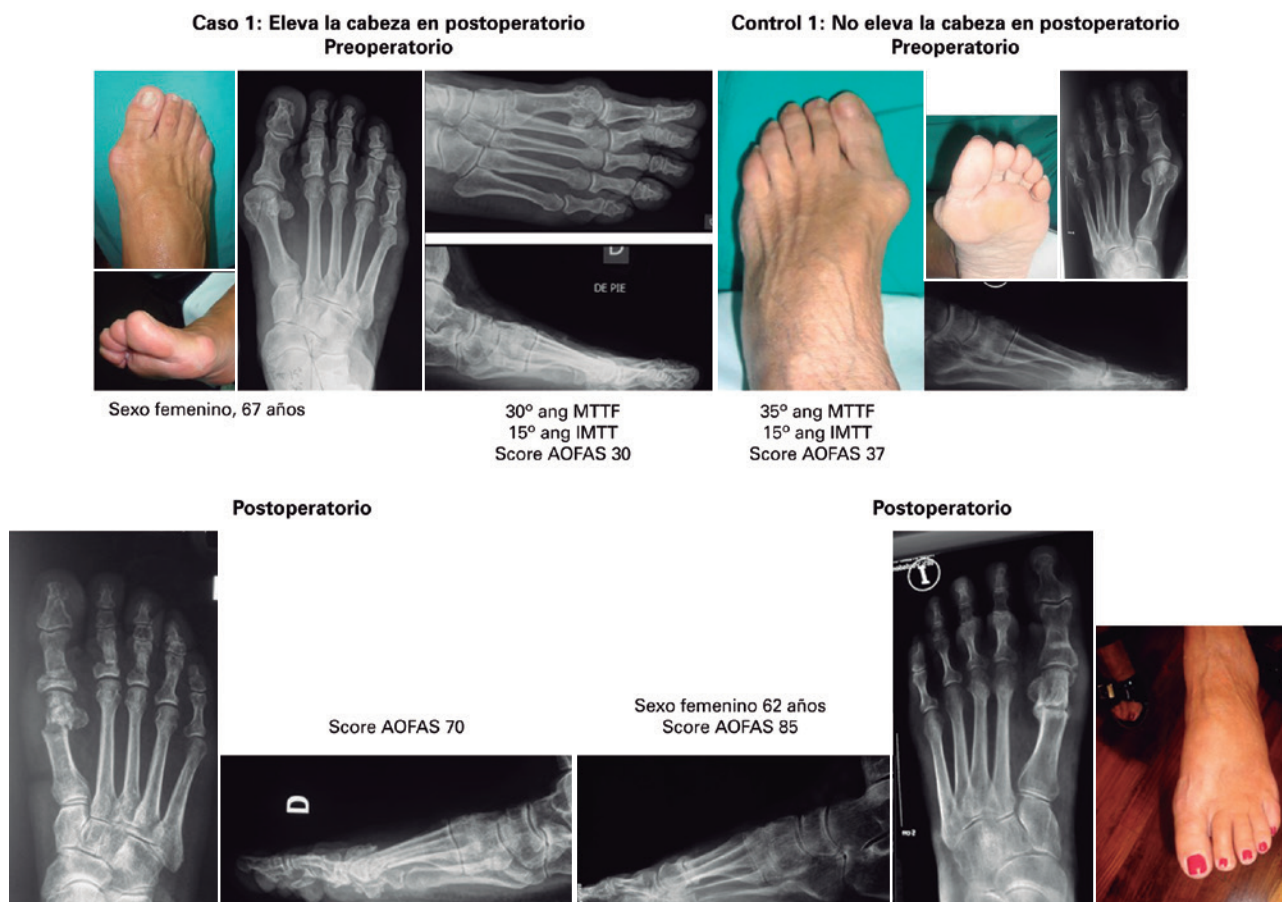 Caso 1: Eleva la cabeza en postoperatorio
Preoperatorio
Control 1: No eleva la cabeza en postoperatorio
Preoperatorio
D
DE PIE
Sexo femenino, 67 años
30º ang MTTF
15º ang IMTT
Score AOFAS 30
35º ang MTTF
15º ang IMTT
Score AOFAS 37
Postoperatorio
Postoperatorio
I
Score AOFAS 70
Sexo femenino 62 años
Score AOFAS 85
D